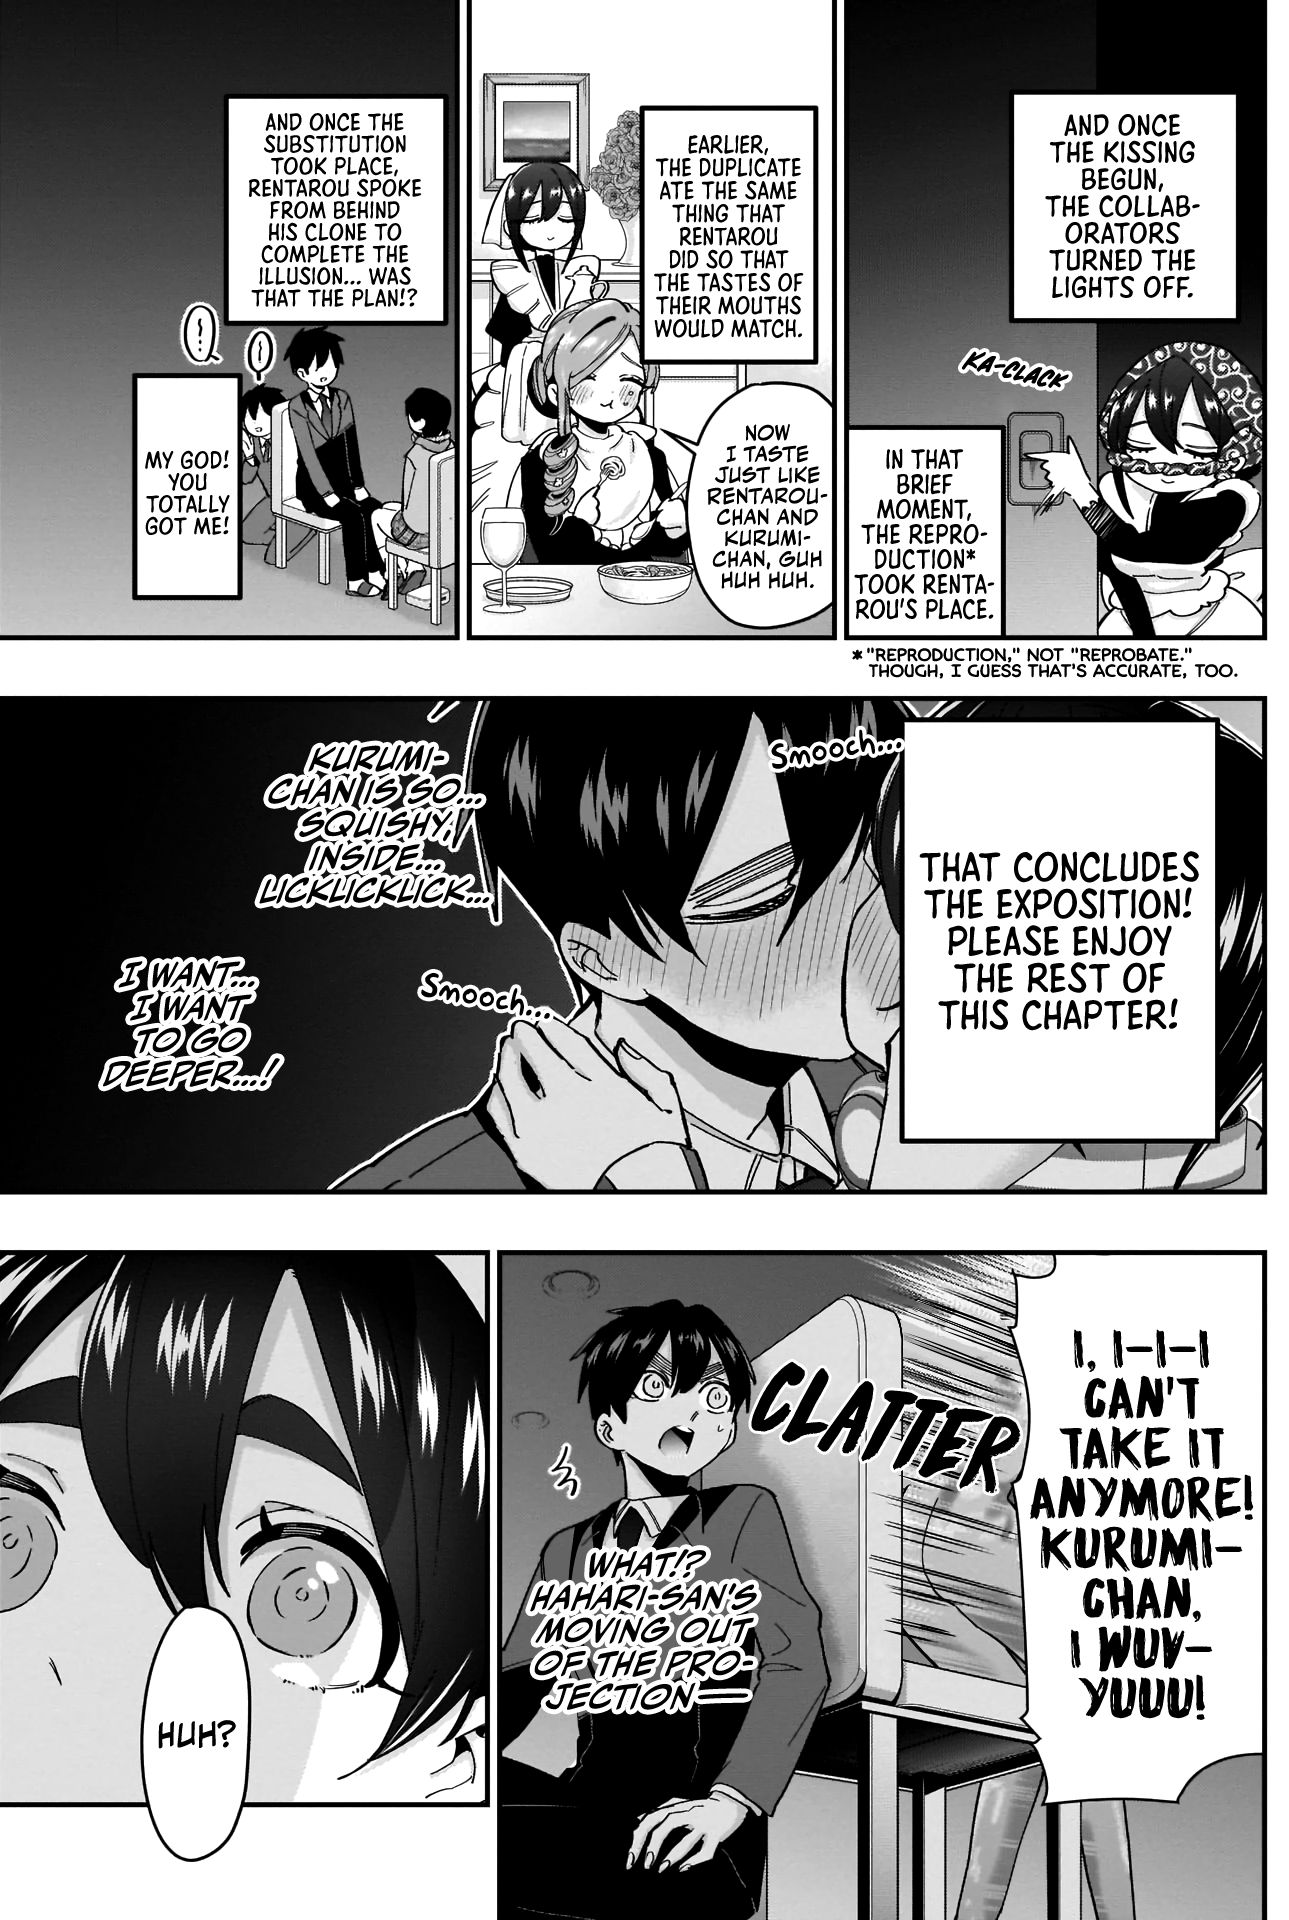 AND ONCE
THE KISSING
BEGUN,
THE COLLAB-
ORATORS
TURNED THE
LIGHTS OFF.
KA-CLACK
IN THAT
BRIEF
MOMENT,
THE REPRO-
DUCTION*
TOOK RENTA-
ROU'S PLACE.
* "REPRODUCTION," NOT "REPROBATE."
THOUGH, I GUESS THAT'S ACCURATE, TOO.
EARLIER,
THE DUPLICATE
ATE THE SAME
THING THAT
RENTAROU
DID SO THAT
THE TASTES OF
THEIR MOUTHS
WOULD MATCH.
NOW
I TASTE
JUST LIKE
RENTAROU-
CHAN AND
KURUMI-
CHAN, GUH
HUH HUH.
AND ONCE THE
SUBSTITUTION
TOOK PLACE,
RENTAROU SPOKE
FROM BEHIND
HIS CLONE TO
COMPLETE THE
ILLUSION... WAS
THAT THE PLAN!?
MY GOD!
YOU
TOTALLY
GOT ME!
THAT CONCLUDES
THE EXPOSITION!
PLEASE ENJOY
THE REST OF
THIS CHAPTER!
SMOOCH...
KURUMI-
CHAN IS SO...
SQUISHY,
INSIDE...
LICKLICKLICK...
SMOOCH...
I WANT...
I WANT
TO GO
DEEPER...!
I, I-I-I
CAN'T
TAKE IT
ANYMORE!
KURUMI-
CHAN,
I WUV-
YUUU!
CLATTER
WHAT!?
HAHARI-SAN'S
MOVING OUT
OF THE PRO-
JECTION—
HUH?